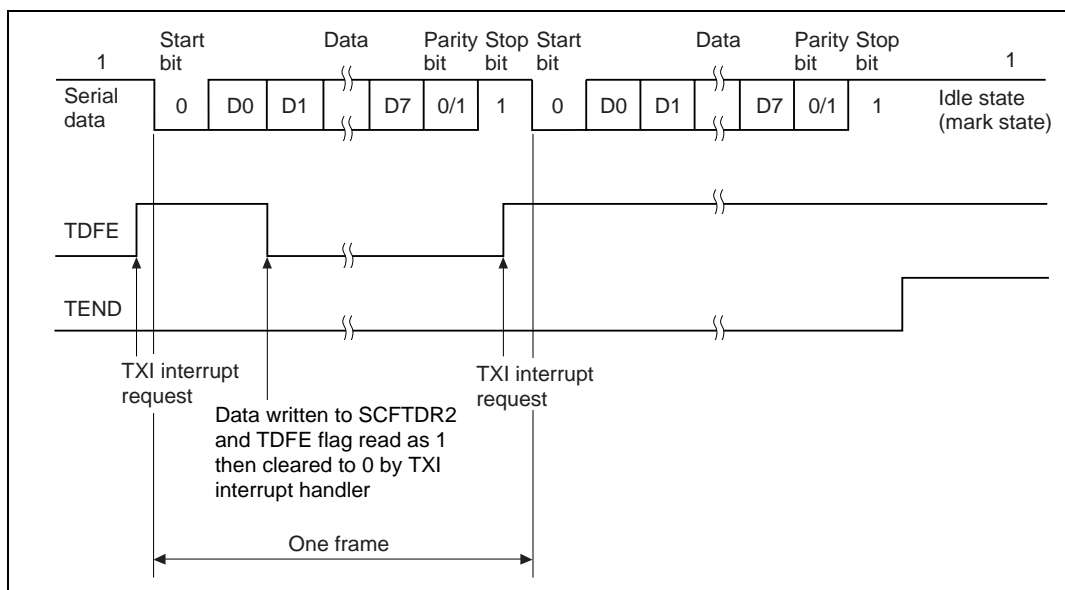 Start bit
Data
Parity bit
Stop bit
Start bit
Data
Parity bit
Stop bit
1
1
Serial data
0
D0
D1
D7
0/1
1
0
D0
D1
D7
0/1
1
Idle state
(mark state)
TDFE
TEND
TXI interrupt
request
TXI interrupt
request
Data written to SCFTDR2
and TDFE flag read as 1
then cleared to 0 by TXI
interrupt handler
One frame